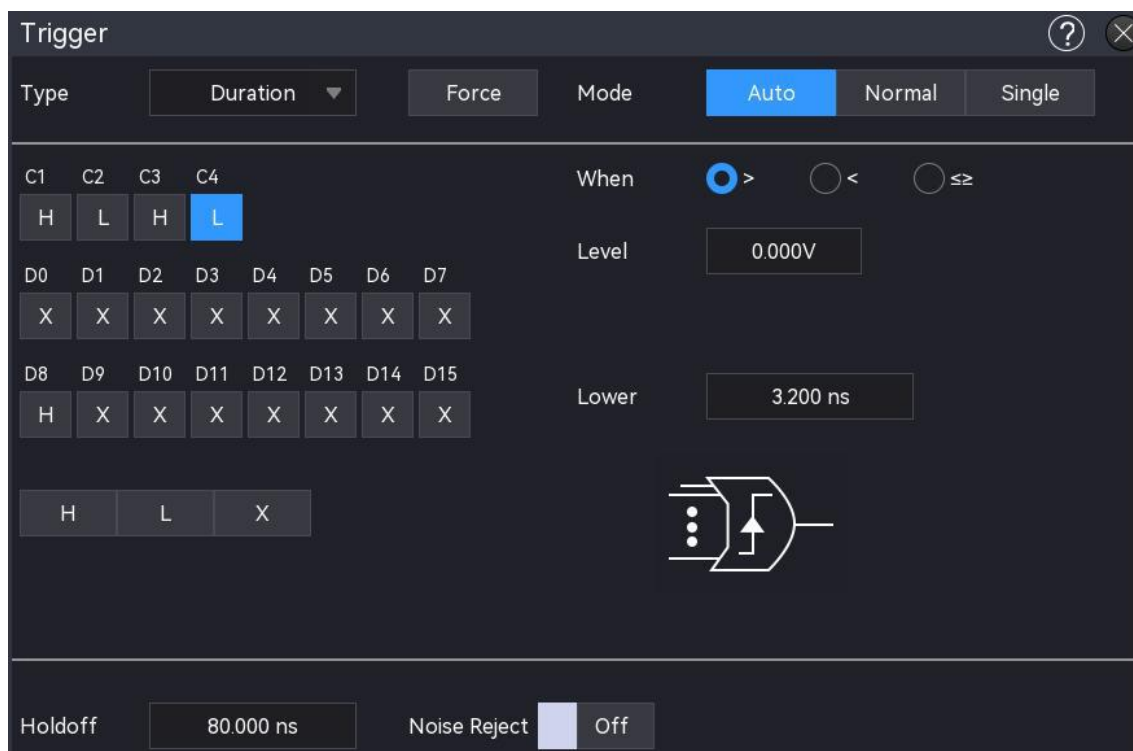 Trigger ?
Type Duration Force Mode Auto Normal Single
C1 C2 C3 C4 When > < ≤≥
H L H L
Level 0.000V
D0 D1 D2 D3 D4 D5 D6 D7
X X X X X X X X
D8 D9 D10 D11 D12 D13 D14 D15 Lower 3.200 ns
H X X X X X X X
H L X
Holdoff 80.000 ns Noise Reject Off